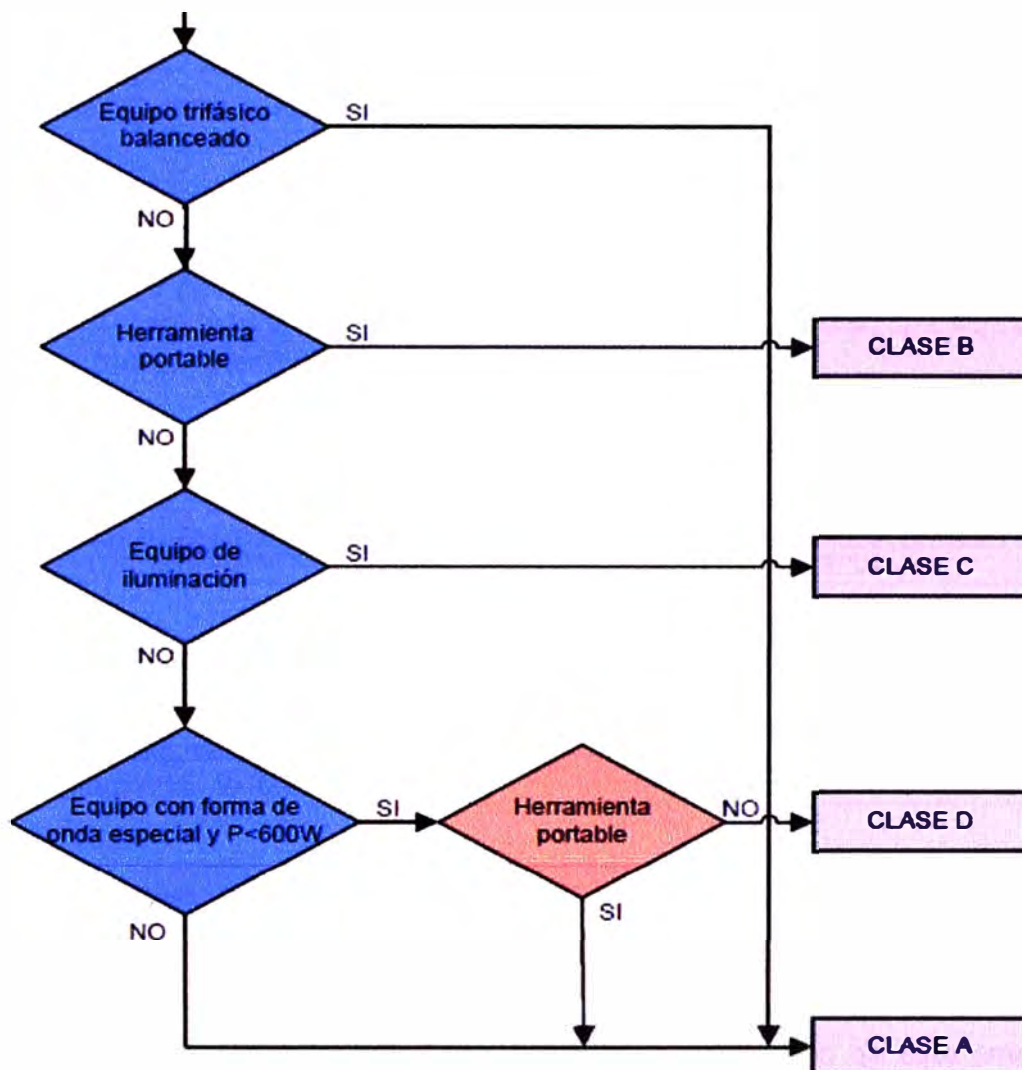 Equipo trifásico
balanceado
SI
NO
Herramienta
portable
SI
CLASE B
NO
Equipo de
iluminación
SI
CLASE C
NO
Equipo con forma de
onda especial y P<600W
SI
Herramienta
portable
NO
CLASE D
SI
NO
CLASE A